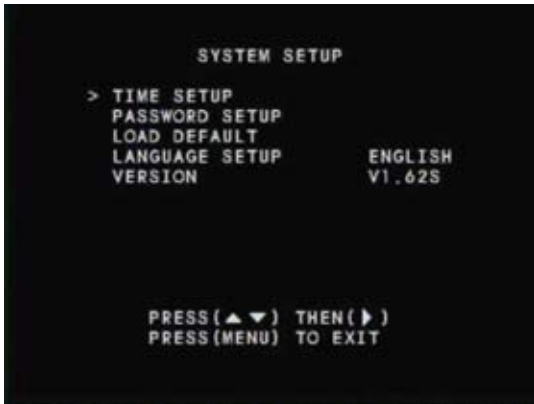 SYSTEM SETUP
> TIME SETUP
PASSWORD SETUP
LOAD DEFAULT
LANGUAGE SETUP ENGLISH
VERSION V1.62S
PRESS(▲ ▼) THEN(▶)
PRESS(MENU) TO EXIT